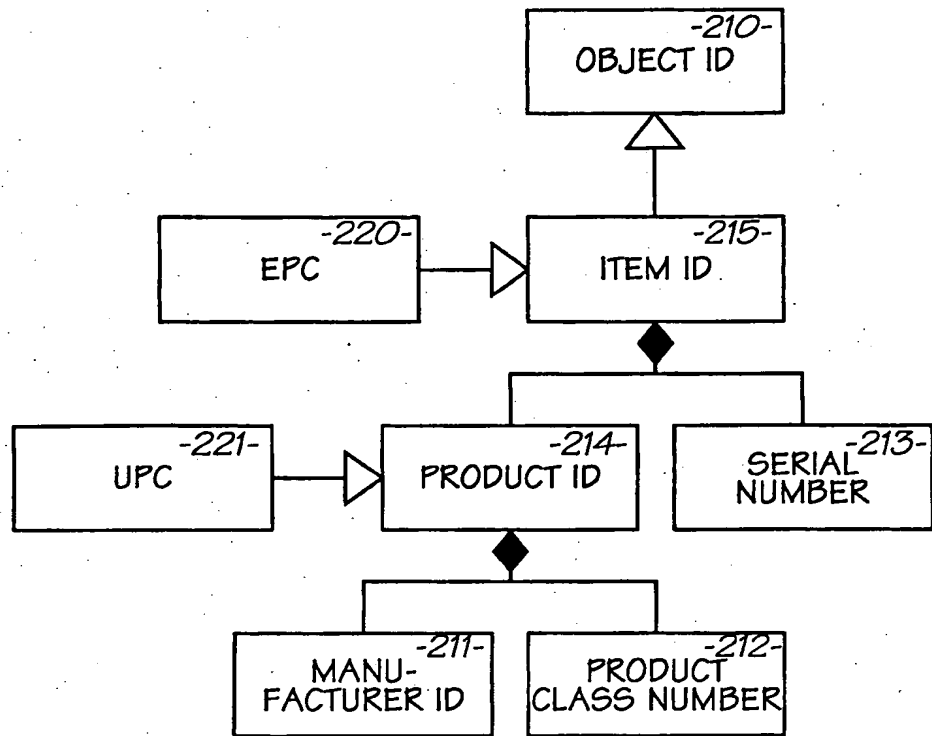 -210-
OBJECT ID
-220-
EPC
-215-
ITEM ID
-221-
UPC
-214-
PRODUCT ID
-213-
SERIAL
NUMBER
-211-
MANU-
FACTURER ID
-212-
PRODUCT
CLASS NUMBER